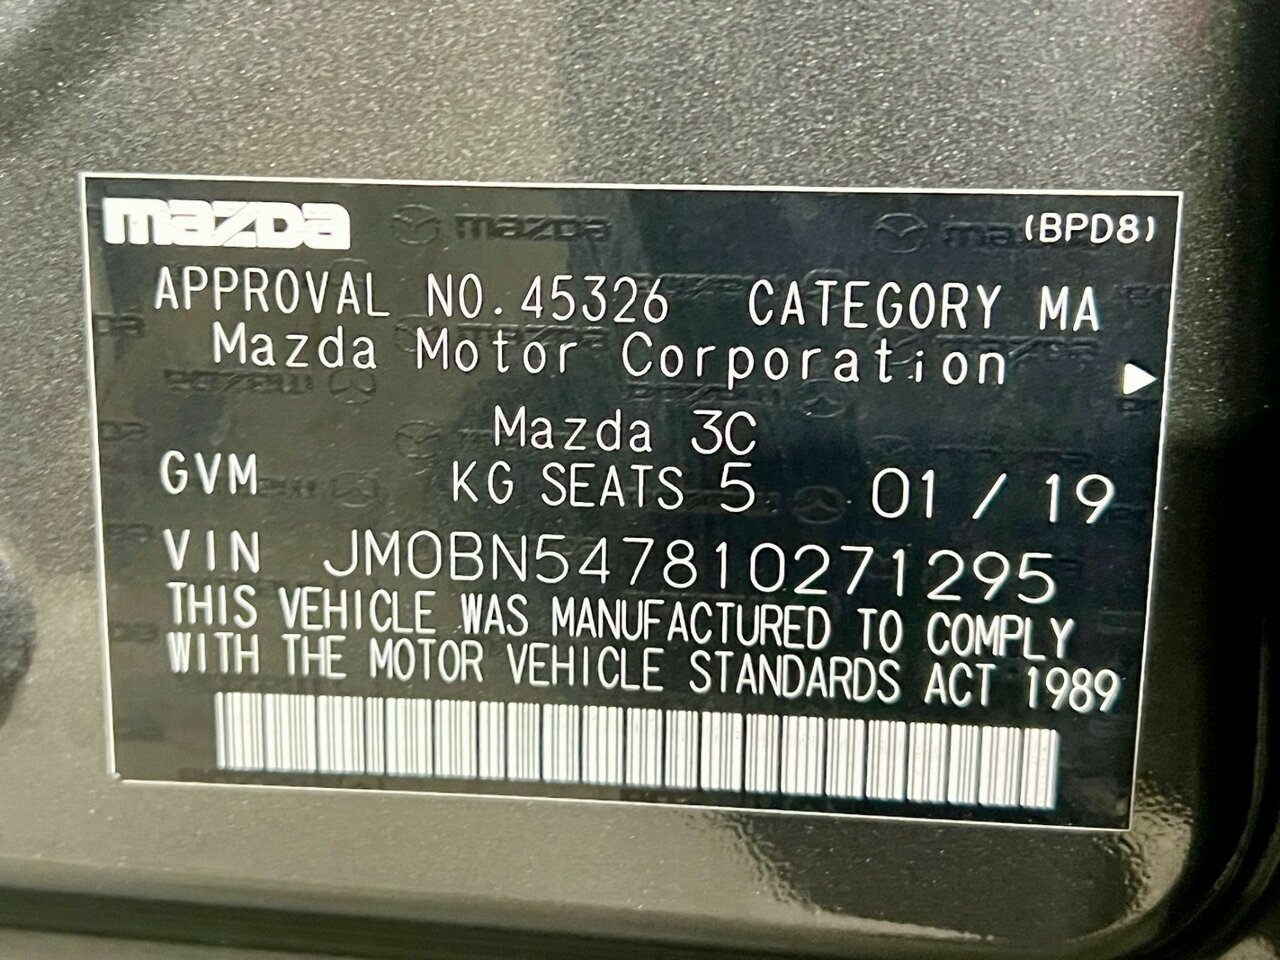 mazda (BPD8)
APPROVAL NO. 45326 CATEGORY MA
Mazda Motor Corporation
Mazda 3C
GVM KG SEATS 5 01 / 19
VIN JM0BN547810271295
THIS VEHICLE WAS MANUFACTURED TO COMPLY
WITH THE MOTOR VEHICLE STANDARDS ACT 1989